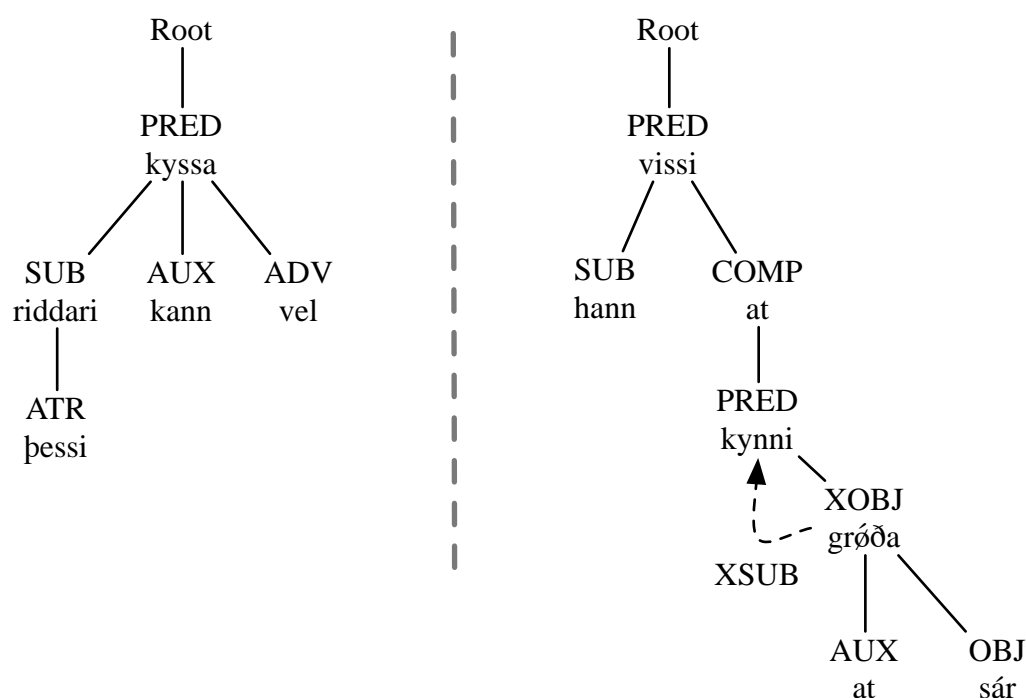 Root
PRED
kyssa
SUB AUX ADV
riddari kann vel
ATR
þessi
Root
PRED
vissi
SUB COMP
hann at
PRED
kynni
XOBJ
grǿða
XSUB
AUX OBJ
at sár